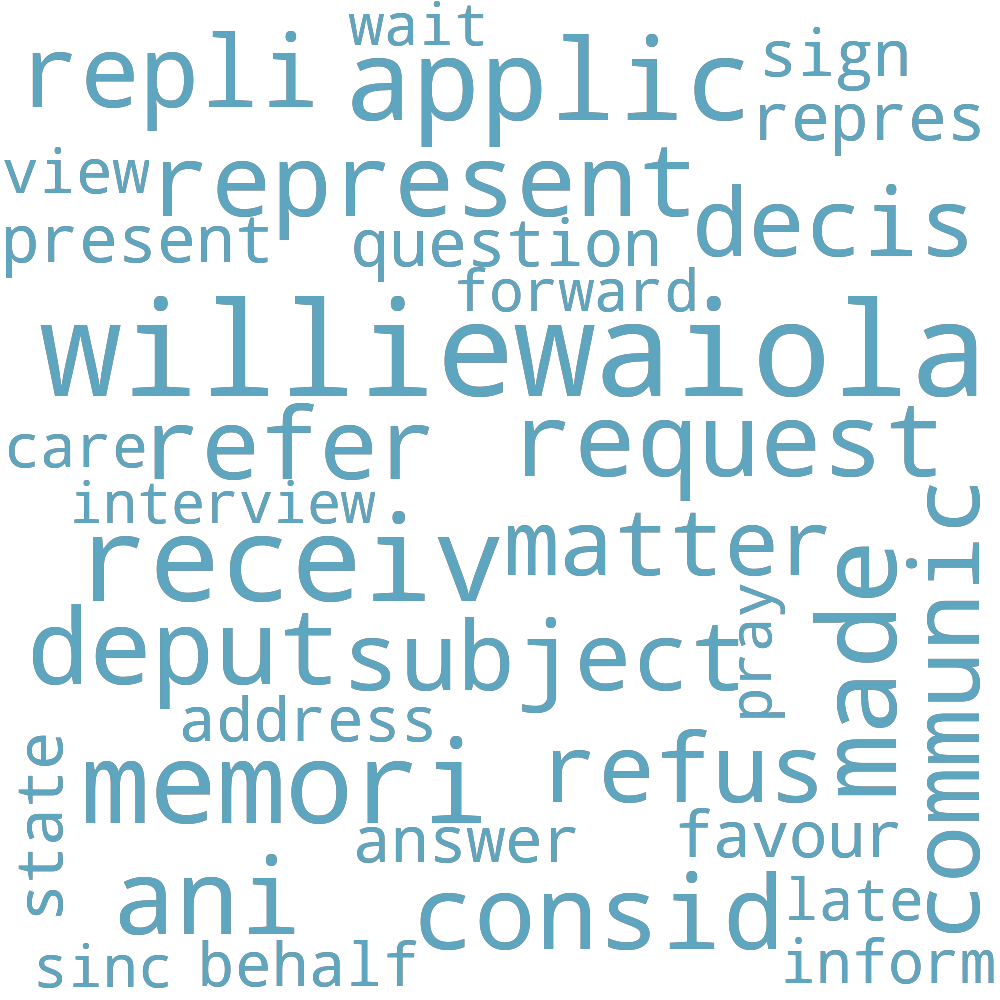 wait
repli applic sign
repres
view represent decis
present question
forward
williewaiola
care refer request
interview
receiv matter
communic
made
pray
deput subject
address
state
memori refus
answer favour
ani consid late
sinc behalf inform